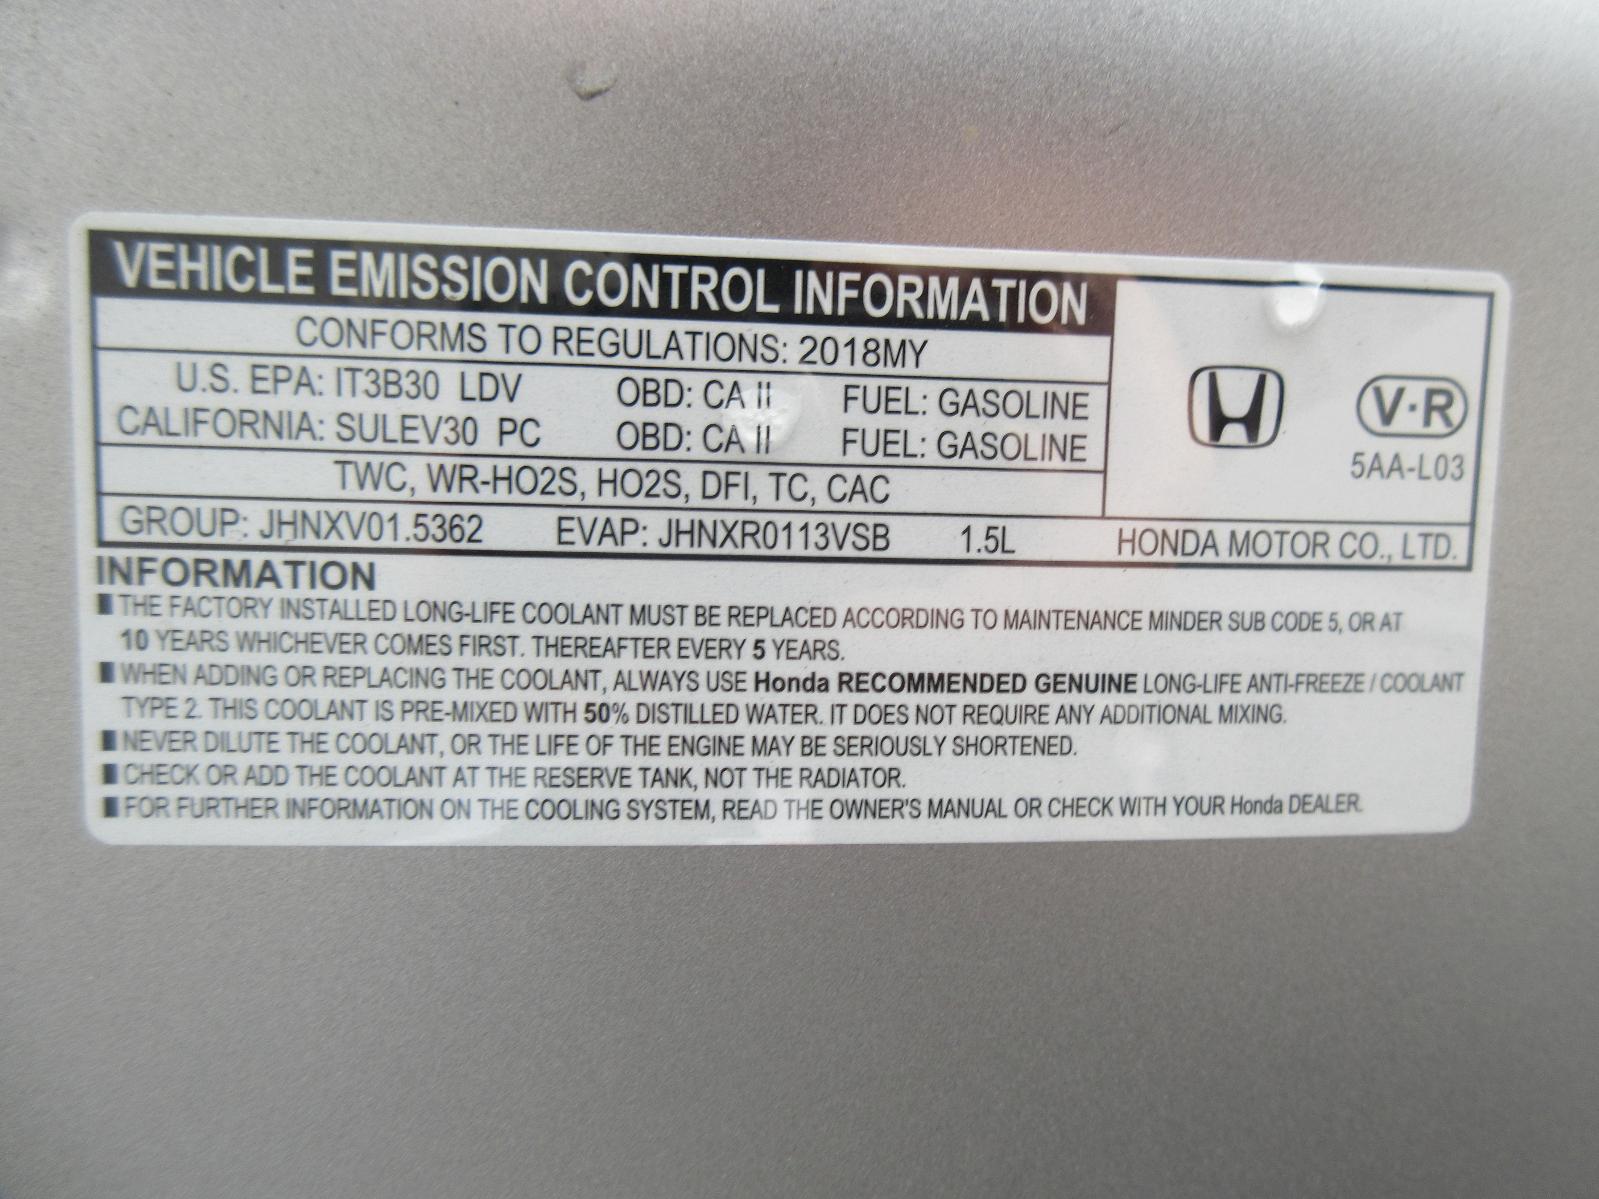 VEHICLE EMISSION CONTROL INFORMATION
CONFORMS TO REGULATIONS: 2018MY
U.S. EPA: IT3B30 LDV OBD: CA II FUEL: GASOLINE
CALIFORNIA: SULEV30 PC OBD: CA II FUEL: GASOLINE
TWC, WR-HO2S, HO2S, DFI, TC, CAC
GROUP: JHNXV01.5362 EVAP: JHNXR0113VSB 1.5L
V·R
5AA-L03
HONDA MOTOR CO., LTD.
INFORMATION
THE FACTORY INSTALLED LONG-LIFE COOLANT MUST BE REPLACED ACCORDING TO MAINTENANCE MINDER SUB CODE 5, OR AT
10 YEARS WHICHEVER COMES FIRST. THEREAFTER EVERY 5 YEARS.
WHEN ADDING OR REPLACING THE COOLANT, ALWAYS USE Honda RECOMMENDED GENUINE LONG-LIFE ANTI-FREEZE / COOLANT
TYPE 2. THIS COOLANT IS PRE-MIXED WITH 50% DISTILLED WATER. IT DOES NOT REQUIRE ANY ADDITIONAL MIXING.
NEVER DILUTE THE COOLANT, OR THE LIFE OF THE ENGINE MAY BE SERIOUSLY SHORTENED.
CHECK OR ADD THE COOLANT AT THE RESERVE TANK, NOT THE RADIATOR.
FOR FURTHER INFORMATION ON THE COOLING SYSTEM, READ THE OWNER'S MANUAL OR CHECK WITH YOUR Honda DEALER.